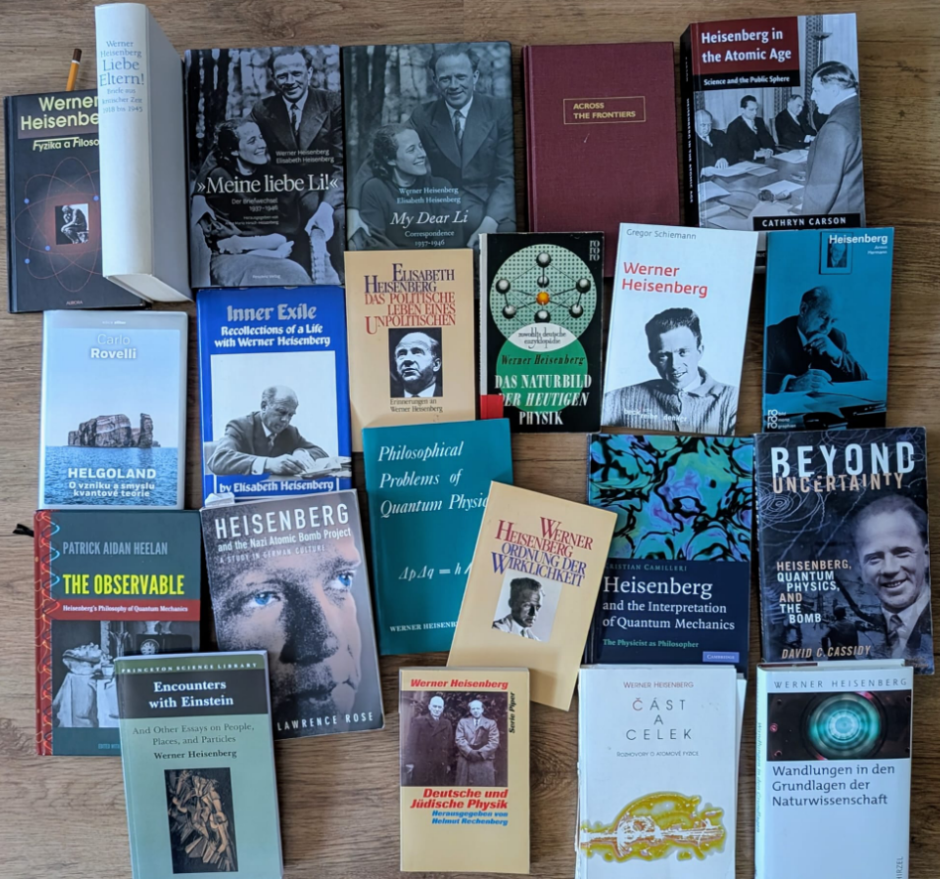 Werner
Heisenbe
Fyzika a Filoso
Werner
Heisenberg
Liebe
Eltern!
Briefe aus
kritischer Zeit
1918 bis 1945
Werner Heisenberg
Elisabeth Heisenberg
»Meine liebe Li!«
Der Briefwechsel
1937–1946
Werner Heisenberg
Elisabeth Heisenberg
My Dear Li
Correspondence
1937–1946
ACROSS
THE FRONTIERS
Heisenberg in
the Atomic Age
Science and the Public Sphere
CATHRYN CARSON
Carlo
Rovelli
HELGOLAND
O vzniku a smyslu
kvantové teorie
Inner Exile
Recollections of a Life
with Werner Heisenberg
by Elisabeth Heisenberg
ELISABETH
HEISENBERG
DAS POLITISCHE
LEBEN EINES
UNPOLITISCHEN
Erinnerungen an
Werner Heisenberg
ro
ro
ro
rowohlts deutsche
enzyklopädie
Werner Heisenberg
DAS NATURBILD
DER HEUTIGEN
PHYSIK
Gregor Schiemann
Werner
Heisenberg
Heisenberg
ro
ro
ro
PATRICK AIDAN HEELAN
THE OBSERVABLE
Heisenberg's Philosophy of Quantum Mechanics
HEISENBERG
and the Nazi Atomic Bomb Project
A STUDY IN GERMAN CULTURE
LAWRENCE ROSE
Philosophical
Problems of
Quantum Physic
ΔpΔq = h
WERNER HEISENB
WERNER
HEISENBERG
ORDNUNG DER
WIRKLICHKEIT
RISTIAN CAMILLERI
Heisenberg
and the Interpretation
of Quantum Mechanics
The Physicist as Philosopher
CAMBRIDGE
BEYOND
UNCERTAINTY
HEISENBERG,
QUANTUM
PHYSICS,
AND
THE
BOMB
DAVID C. CASSIDY
PRINCETON SCIENCE LIBRARY
Encounters
with Einstein
And Other Essays on People,
Places, and Particles
Werner Heisenberg
Werner Heisenberg
Serie Piper
Deutsche und
Jüdische Physik
Herausgegeben von
Helmut Rechenberg
WERNER HEISENBERG
ČÁST
A
CELEK
ROZHOVORY O ATOMOVÉ FYZICE
WERNER HEISENBERG
Wandlungen in den
Grundlagen der
Naturwissenschaft
HIRZEL